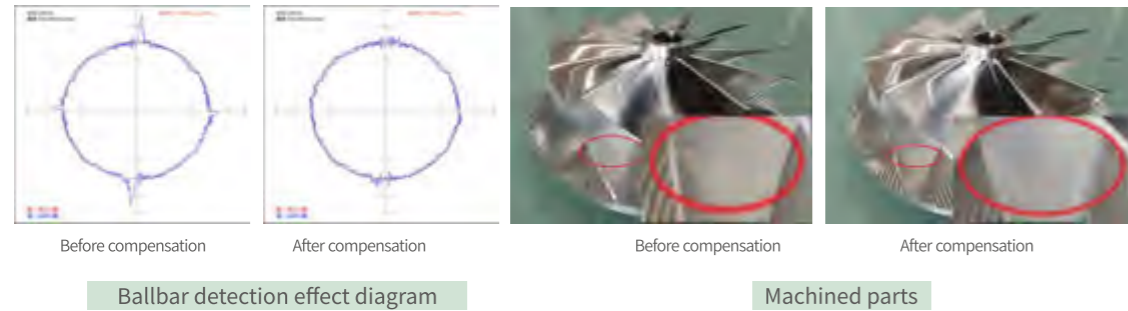 Before compensation
After compensation
Before compensation
After compensation
Ballbar detection effect diagram
Machined parts